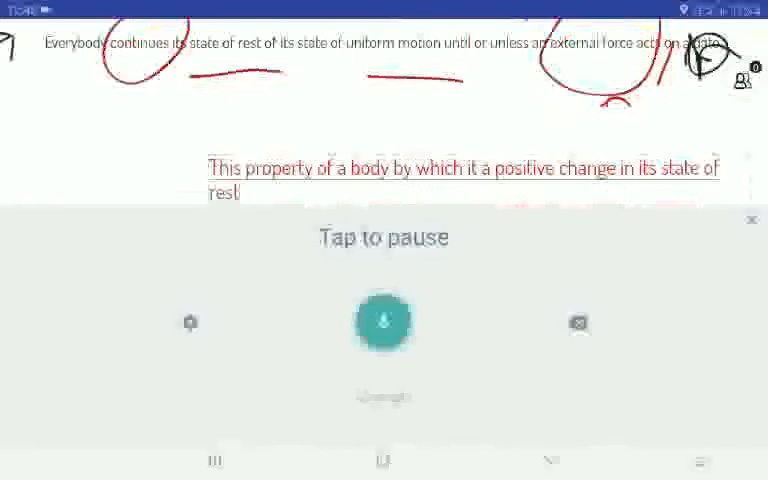 Everybody continues its state of rest of its state of uniform motion until or unless an external force acts on a date
This property of a body by which it a positive change in its state of
rest
Tap to pause